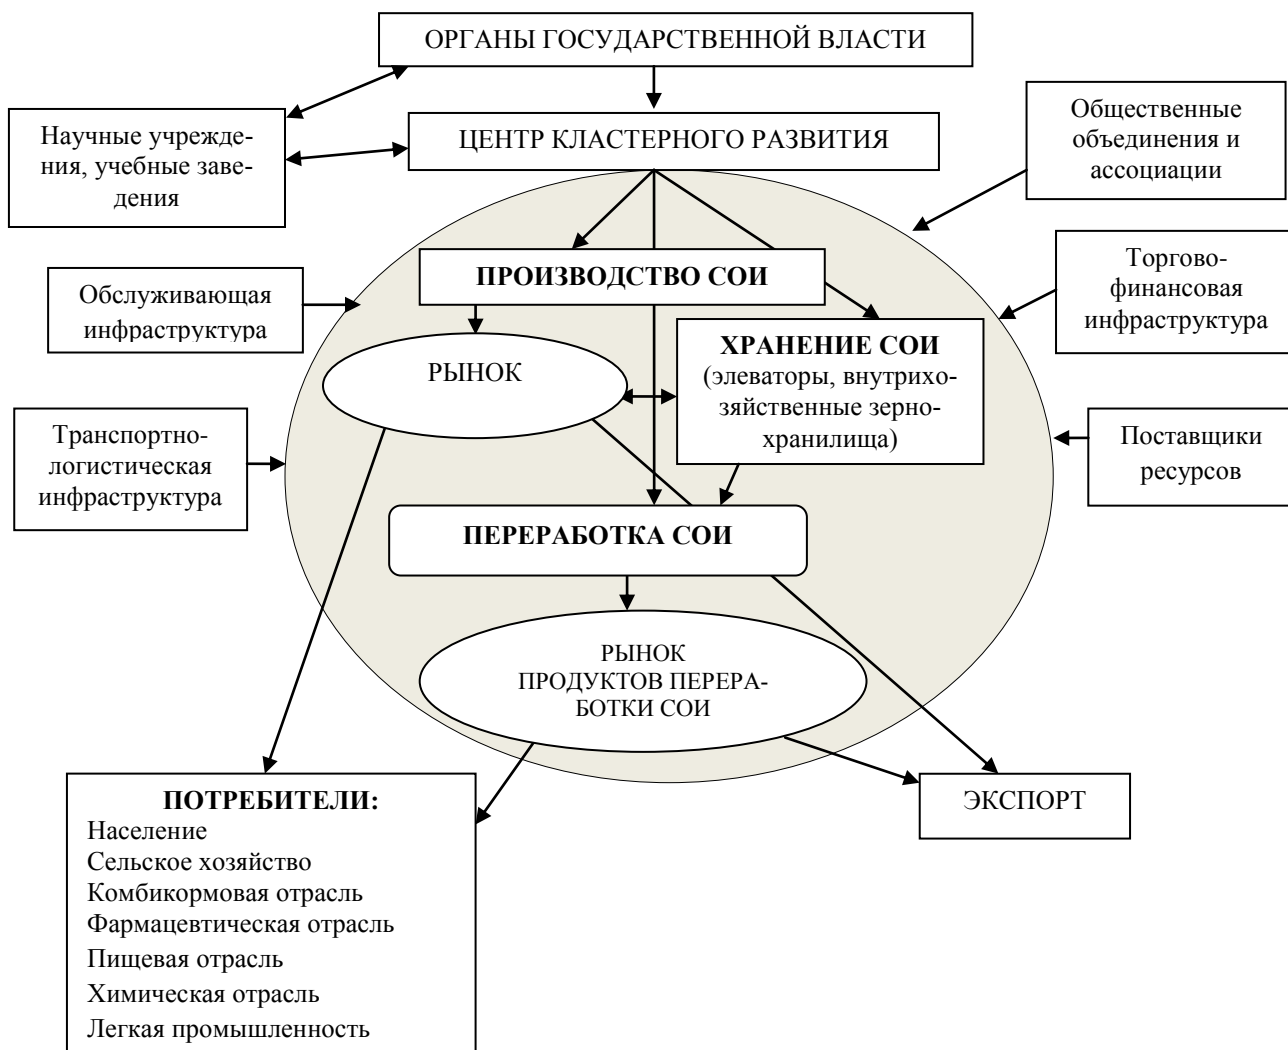 ОРГАНЫ ГОСУДАРСТВЕННОЙ ВЛАСТИ
Научные учрежде-
ния, учебные заве-
дения
ЦЕНТР КЛАСТЕРНОГО РАЗВИТИЯ
Общественные
объединения и
ассоциации
ПРОИЗВОДСТВО СОИ
Обслуживающая
инфраструктура
Торгово-
финансовая
инфраструктура
РЫНОК
ХРАНЕНИЕ СОИ
(элеваторы, внутрихо-
зяйственные зерно-
хранилища)
Транспортно-
логистическая
инфраструктура
Поставщики
ресурсов
ПЕРЕРАБОТКА СОИ
РЫНОК
ПРОДУКТОВ ПЕРЕРА-
БОТКИ СОИ
ПОТРЕБИТЕЛИ:
Население
Сельское хозяйство
Комбикормовая отрасль
Фармацевтическая отрасль
Пищевая отрасль
Химическая отрасль
Легкая промышленность
ЭКСПОРТ